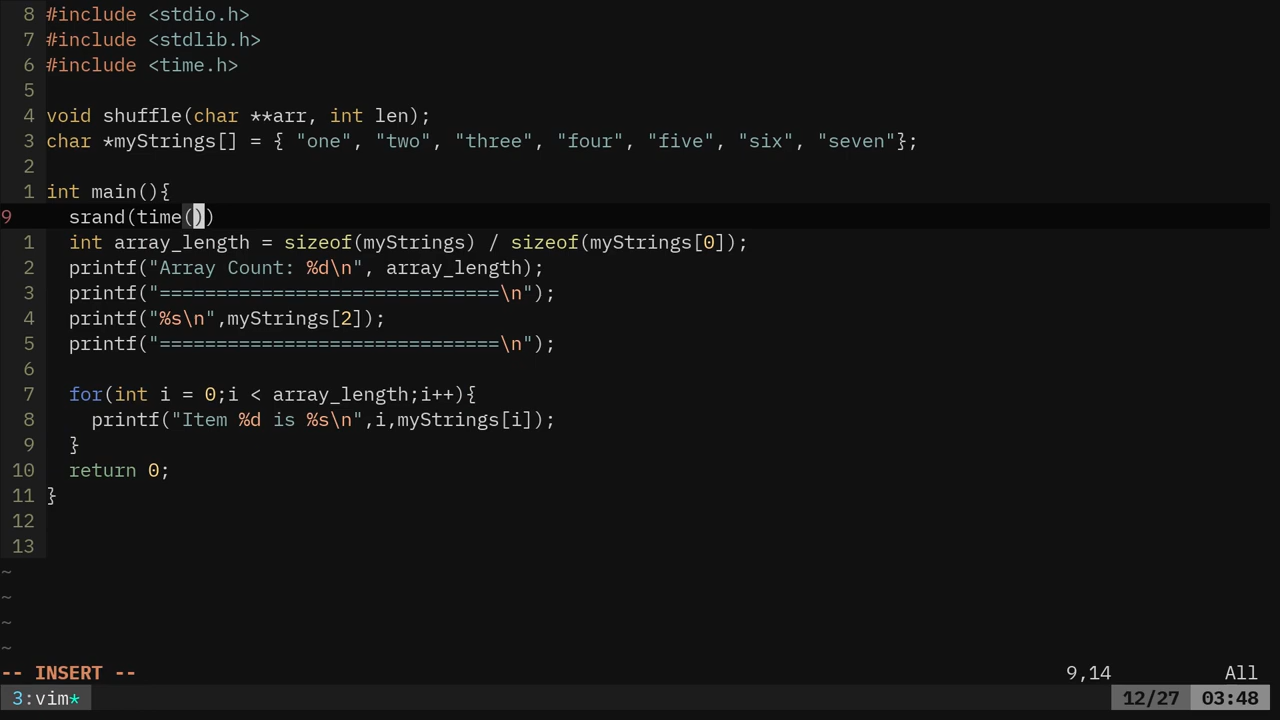 8 #include <stdio.h>
7 #include <stdlib.h>
6 #include <time.h>
5
4 void shuffle(char **arr, int len);
3 char *myStrings[] = { "one", "two", "three", "four", "five", "six", "seven"};
2
1 int main(){
9   srand(time())
1   int array_length = sizeof(myStrings) / sizeof(myStrings[0]);
2   printf("Array Count: %d\n", array_length);
3   printf("==============================\n");
4   printf("%s\n",myStrings[2]);
5   printf("==============================\n");
6
7   for(int i = 0;i < array_length;i++){
8     printf("Item %d is %s\n",i,myStrings[i]);
9   }
10   return 0;
11 }
12
13
~
~
~
~
-- INSERT -- 9,14 All
3:vim* 12/27 03:48